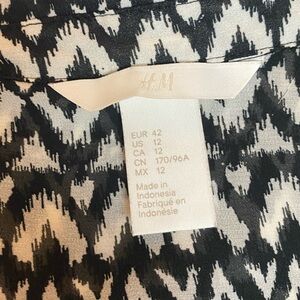 H&M
EUR 42
US 12
CA 12
CN 170/96A
MX 12
Made in
Indonesia
Fabriqué en
Indonésie